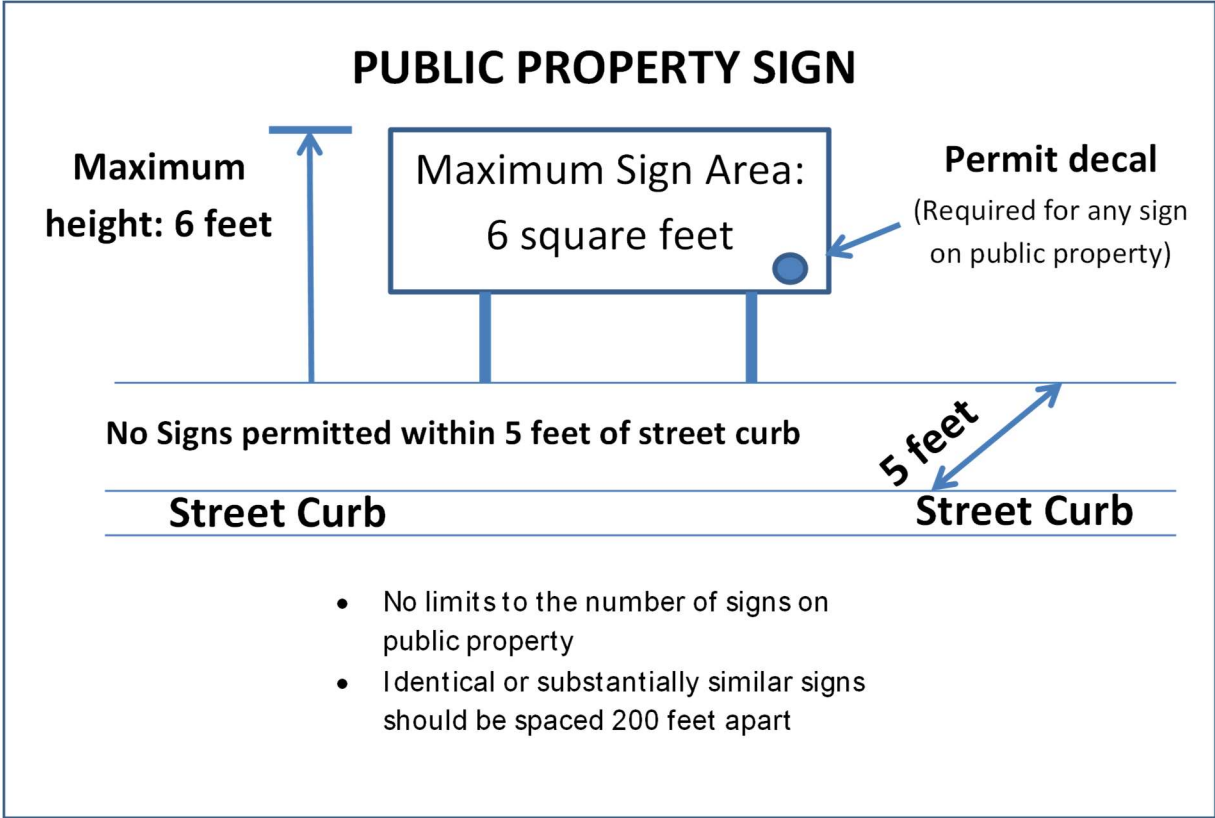 PUBLIC PROPERTY SIGN
Maximum
height: 6 feet
Maximum Sign Area:
6 square feet
Permit decal
(Required for any sign
on public property)
No Signs permitted within 5 feet of street curb
5 feet
Street Curb
Street Curb
• No limits to the number of signs on
public property
• Identical or substantially similar signs
should be spaced 200 feet apart